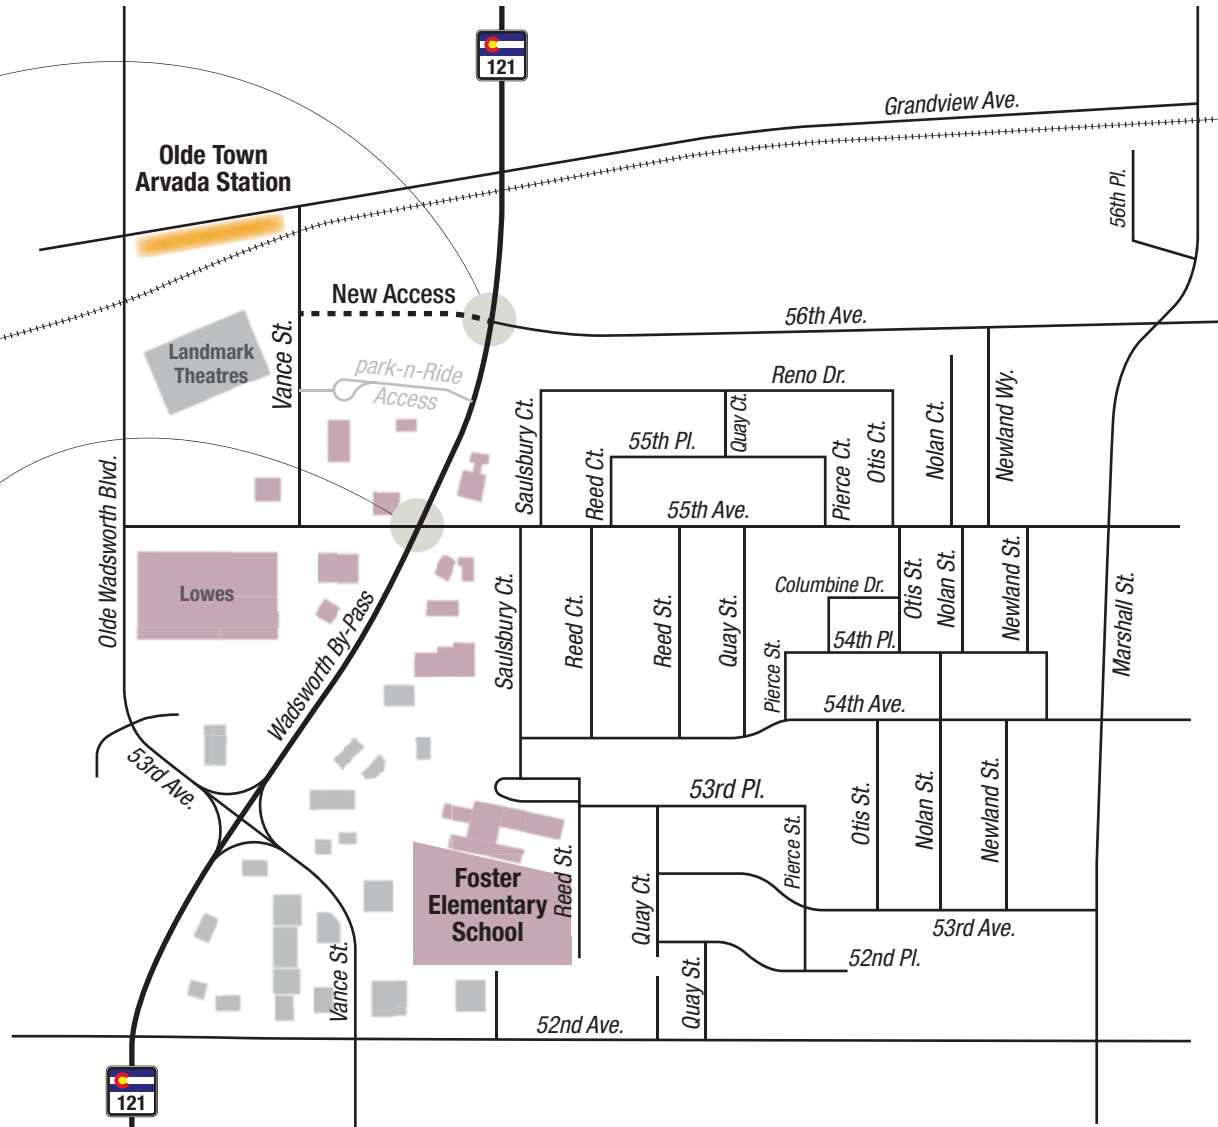 121
Grandview Ave.
Olde Town
Arvada Station
56th Pl.
New Access
56th Ave.
Landmark
Theatres
Vance St.
park-n-Ride
Access
Reno Dr.
Saulsbury Ct.
Quay Ct.
55th Pl.
Reed Ct.
Pierce Ct.
Otis Ct.
Nolan Ct.
Newland Wy.
55th Ave.
Olde Wadsworth Blvd.
Lowes
Wadsworth By-Pass
Saulsbury Ct.
Reed Ct.
Reed St.
Quay St.
Columbine Dr.
Otis St.
Nolan St.
Newland St.
Marshall St.
54th Pl.
Pierce St.
54th Ave.
53rd Ave.
53rd Pl.
Otis St.
Nolan St.
Newland St.
Pierce St.
Foster
Elementary
School
Reed St.
Quay Ct.
53rd Ave.
52nd Pl.
Vance St.
Quay St.
52nd Ave.
121